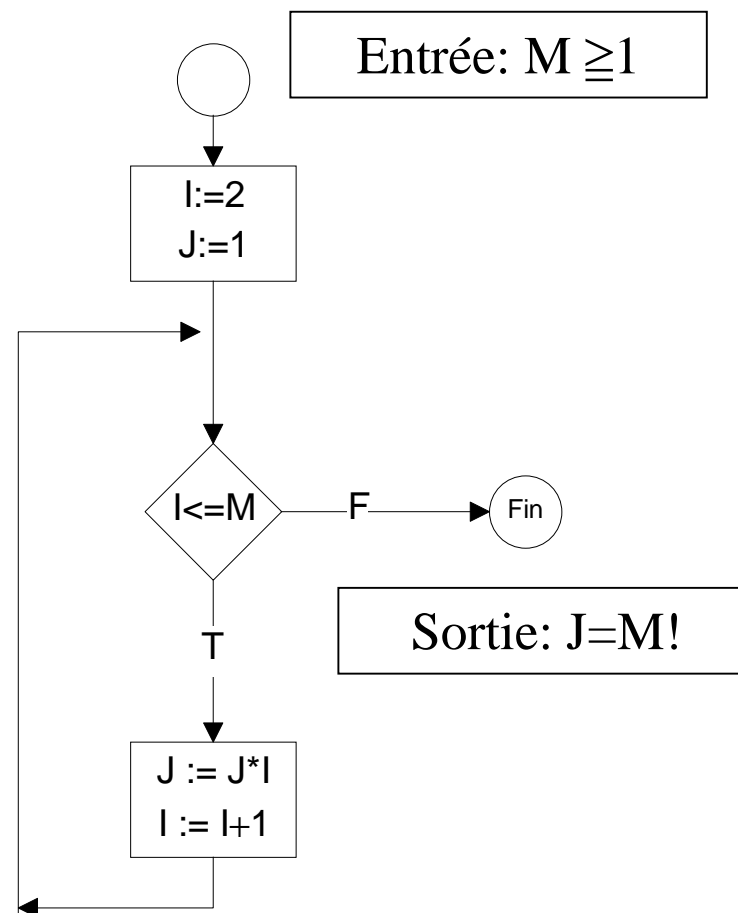 Entrée: M ≧1
I:=2
J:=1
I<=M
F
Fin
Sortie: J=M!
T
J := J*I
I := I+1